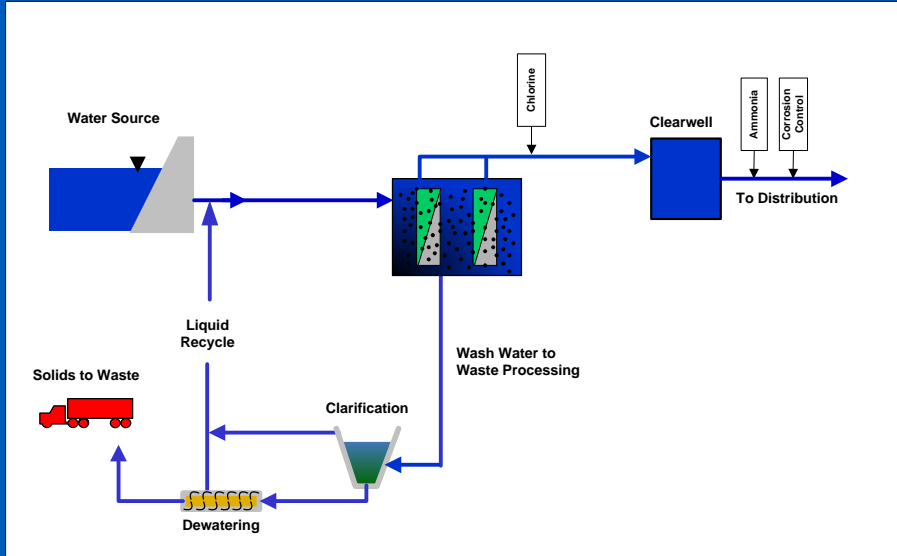 Water Source
Chlorine
Clearwell
Ammonia
Corrosion
Control
To Distribution
Liquid
Recycle
Wash Water to
Waste Processing
Solids to Waste
Clarification
Dewatering